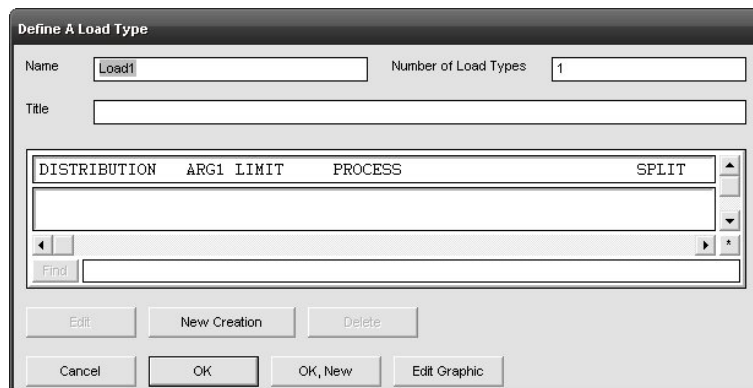 Define A Load Type
Name Load1 Number of Load Types 1
Title
DISTRIBUTION ARG1 LIMIT PROCESS SPLIT
*
Find
Edit New Creation Delete
Cancel OK OK, New Edit Graphic